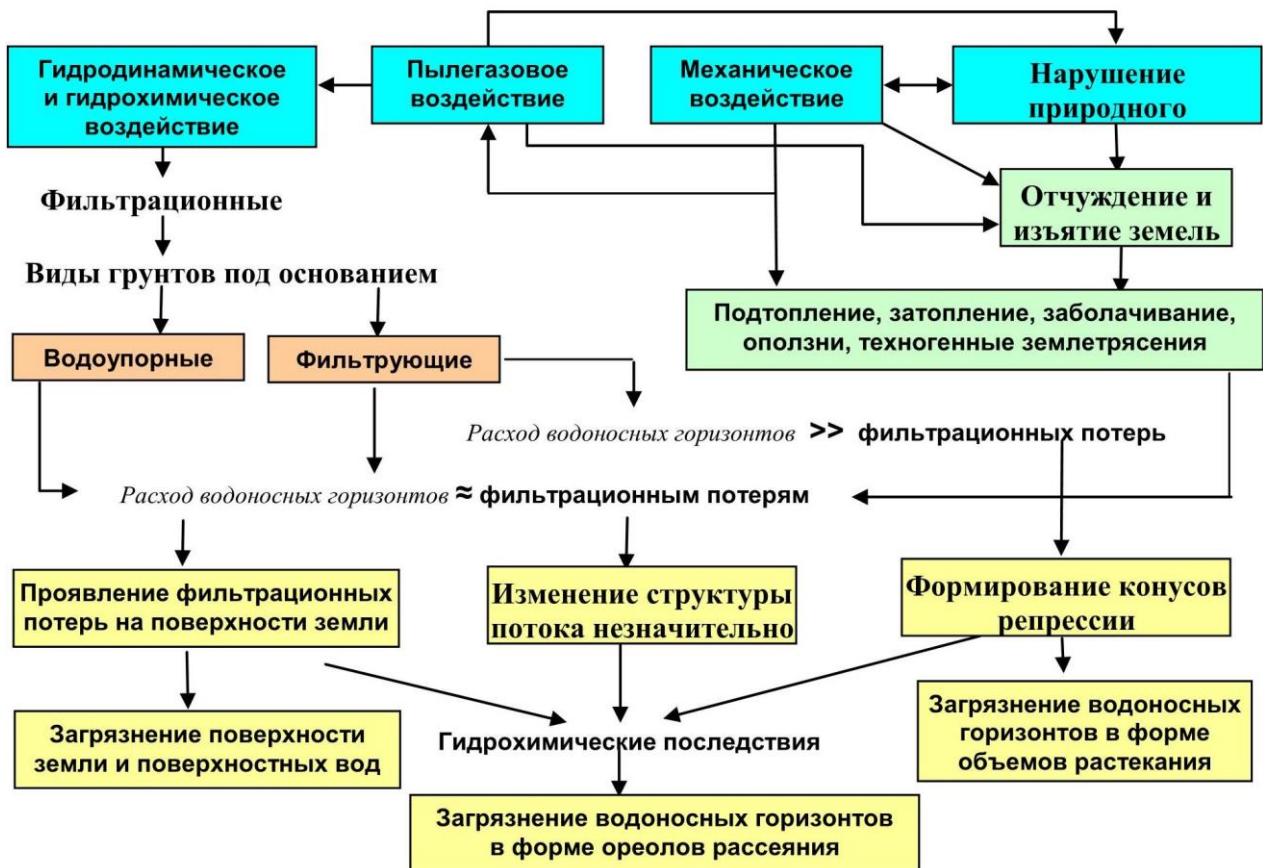 Гидродинамическое
и гидрохимическое
воздействие
Пылегазовое
воздействие
Механическое
воздействие
Нарушение
природного
Фильтрационные
Отчуждение и
изъятие земель
Виды грунтов под основанием
Подтопление, затопление, заболачивание,
оползни, техногенные землетрясения
Водоупорные
Фильтрующие
Расход водоносных горизонтов >> фильтрационных потерь
Расход водоносных горизонтов ≈ фильтрационным потерям
Проявление фильтрационных
потерь на поверхности земли
Изменение структуры
потока незначительно
Формирование конусов
репрессии
Загрязнение поверхности
земли и поверхностных вод
Гидрохимические последствия
Загрязнение водоносных
горизонтов в форме
объемов растекания
Загрязнение водоносных горизонтов
в форме ореолов рассеяния